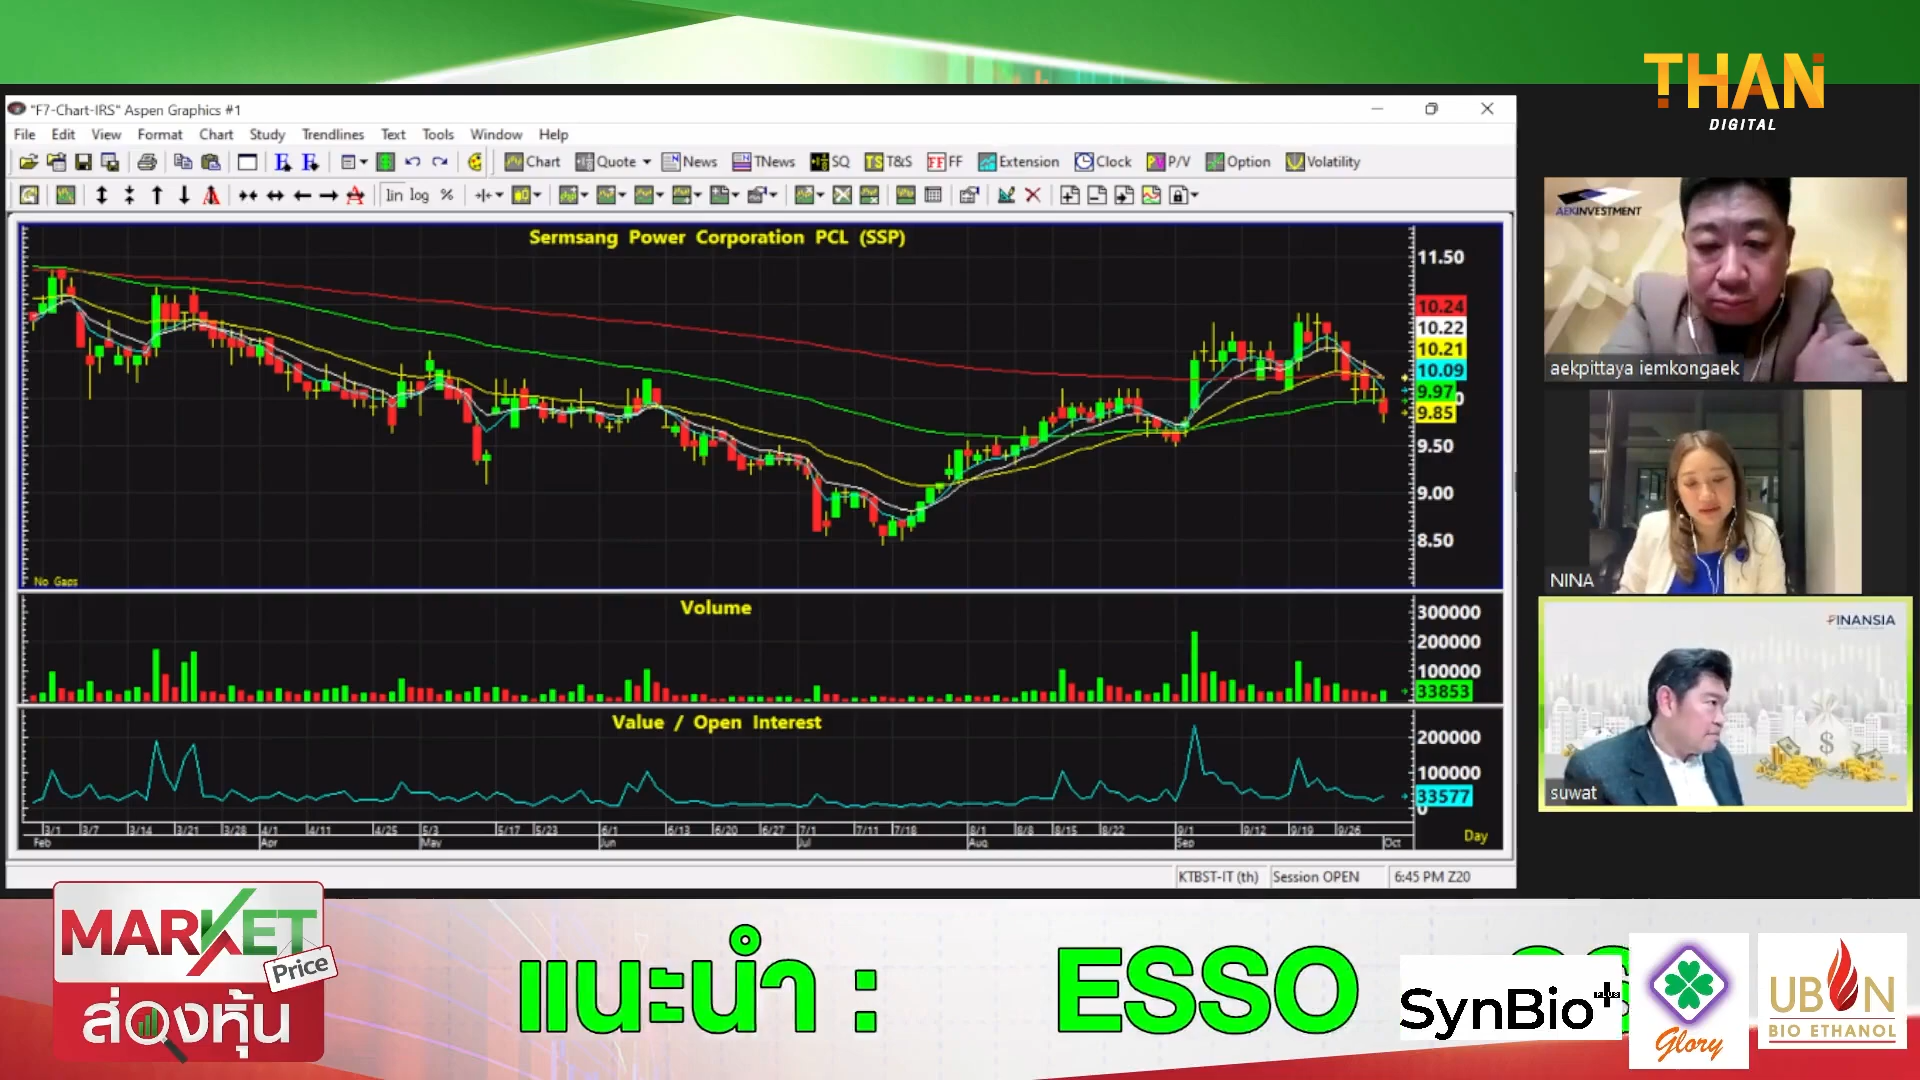 THAN
DIGITAL
"F7-Chart-IRS" Aspen Graphics #1
File Edit View Format Chart Study Trendlines Text Tools Window Help
Chart Quote News TNews SQ TS T&S FF FF Extension Clock P/V Option Volatility
lin log %
Sermsang Power Corporation PCL (SSP)
11.50
10.24
10.22
10.21
10.09
9.97
9.85
9.50
9.00
8.50
No Gaps
Volume
300000
200000
100000
33853
Value / Open Interest
200000
100000
33577
0
3/1 3/7 3/14 3/21 3/28 4/1 4/11 4/25 5/3 5/17 5/23 6/1 6/13 6/20 6/27 7/1 7/11 7/18 8/1 8/8 8/15 8/22 9/1 9/12 9/19 9/26
Feb Apr May Jun Jul Aug Sep Oct
Day
KTBST-IT (th) Session OPEN 6:45 PM Z20
AEKINVESTMENT
aekpittaya iemkongaek
NINA
FINANSIA
suwat
MARKET
Price
ส่องหุ้น
แนะนำ : ESSO
SynBio+
PLUS
Glory
UBON
BIO ETHANOL